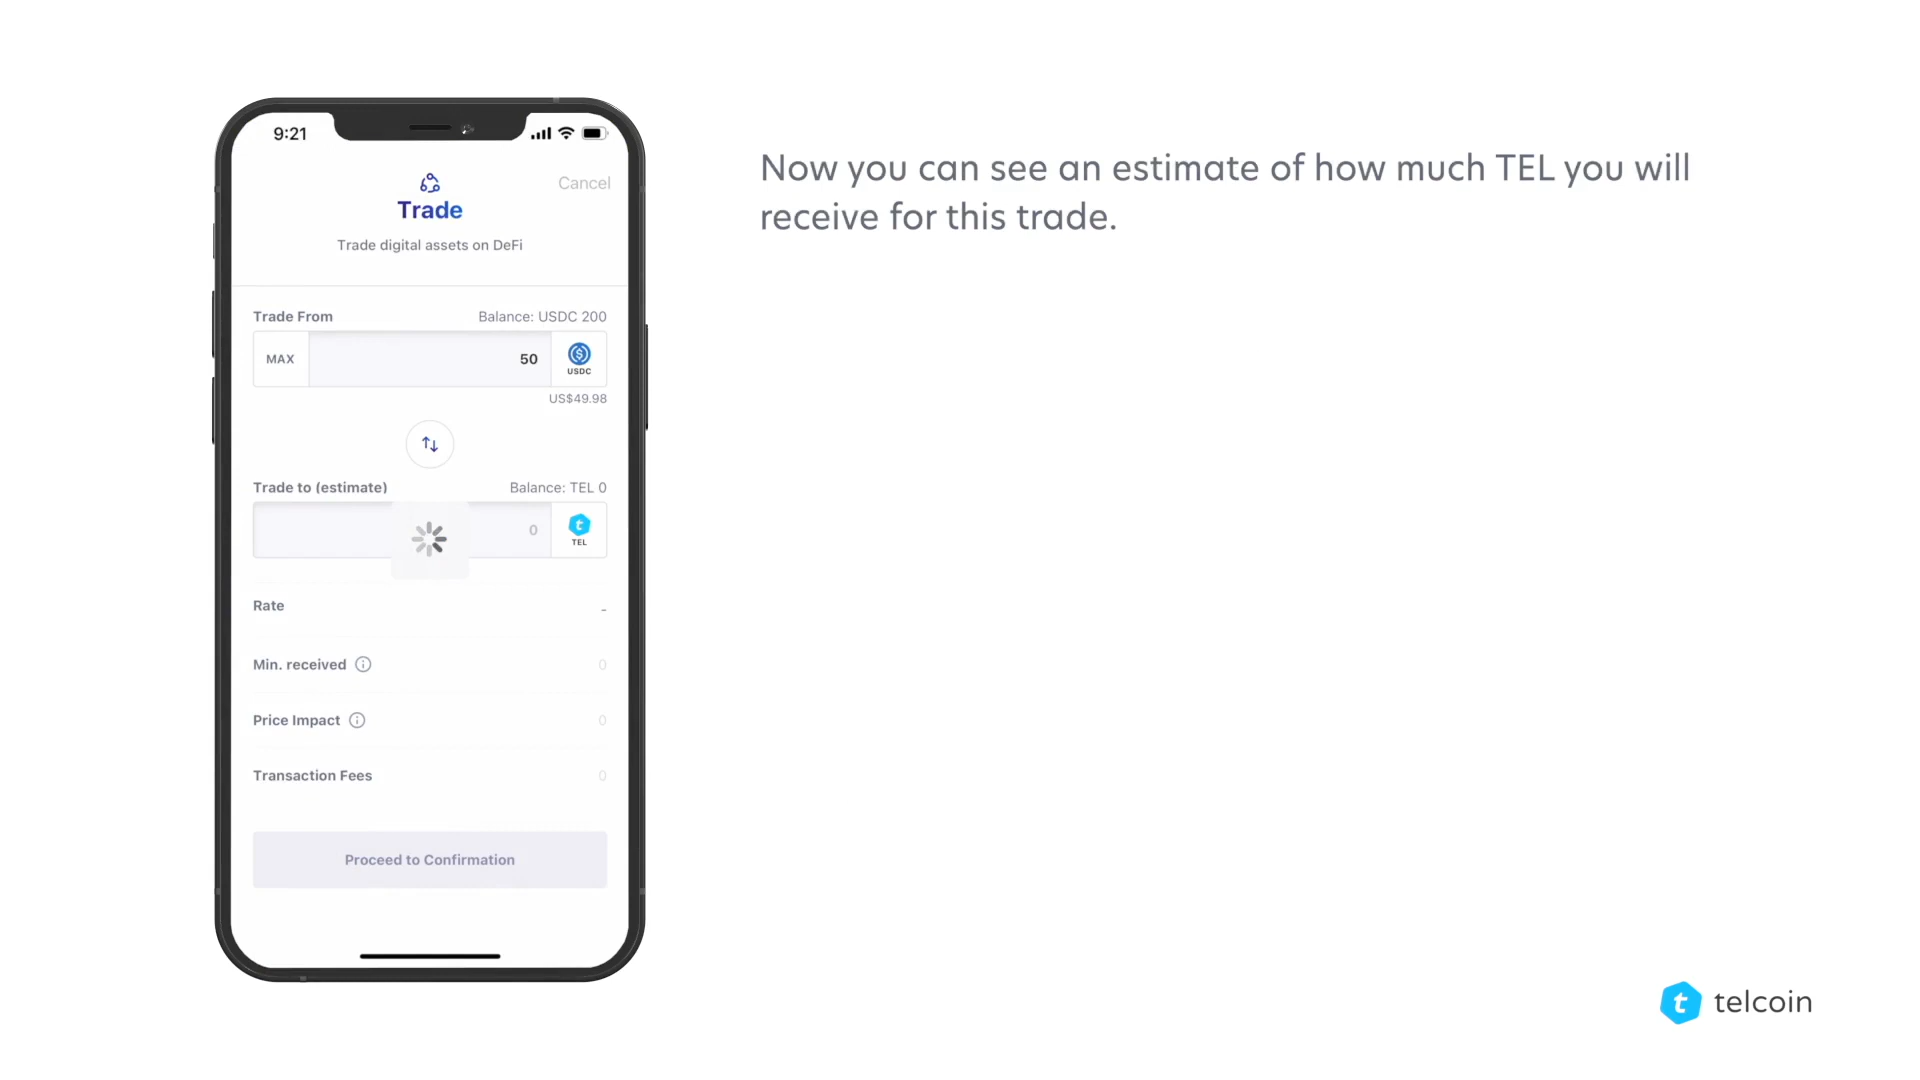 9:21
Cancel
Trade
Trade digital assets on DeFi
Trade From
Balance: USDC 200
MAX
50
USDC
US$49.98
Trade to (estimate)
Balance: TEL 0
0
t
TEL
Rate
-
Min. received
0
Price Impact
0
Transaction Fees
0
Proceed to Confirmation
Now you can see an estimate of how much TEL you will
receive for this trade.
t telcoin